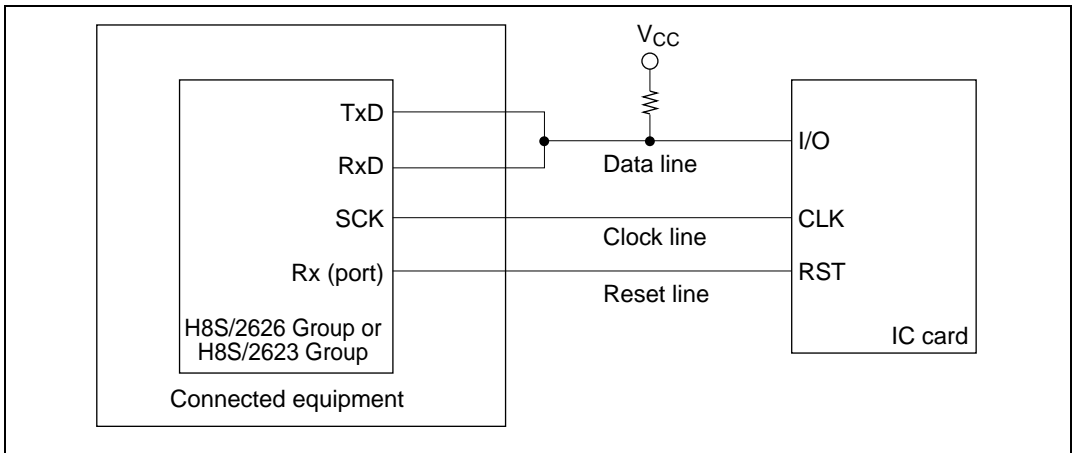 VCC
TxD
I/O
RxD
Data line
SCK
CLK
Clock line
Rx (port)
RST
Reset line
H8S/2626 Group or
H8S/2623 Group
IC card
Connected equipment